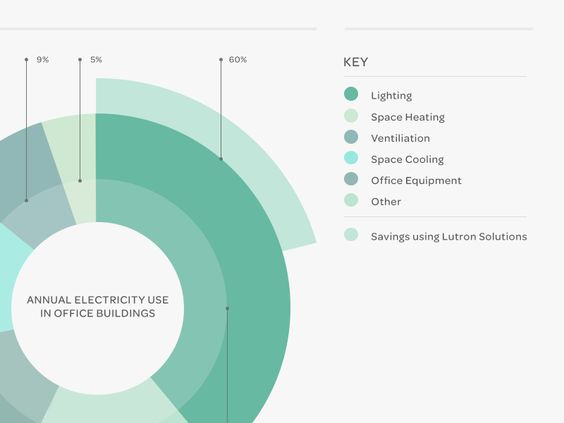 9%
5%
60%
KEY
Lighting
Space Heating
Ventiliation
Space Cooling
Office Equipment
Other
Savings using Lutron Solutions
ANNUAL ELECTRICITY USE
IN OFFICE BUILDINGS